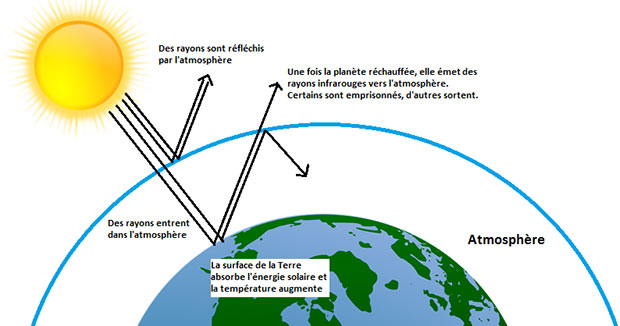 Des rayons sont réfléchis
par l'atmosphère
Une fois la planète réchauffée, elle émet des
rayons infrarouges vers l'atmosphère.
Certains sont emprisonnés, d'autres sortent.
Des rayons entrent
dans l'atmosphère
Atmosphère
La surface de la Terre
absorbe l'énergie solaire et
la température augmente